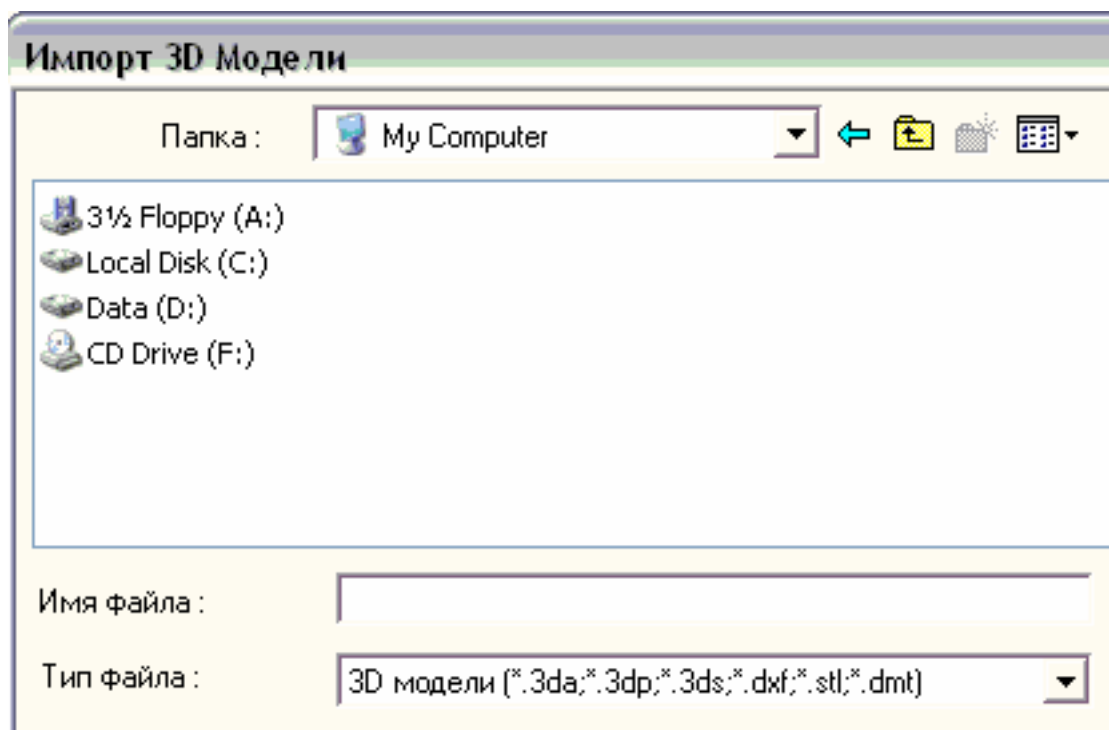 Импорт 3D Модели
Папка : My Computer
3½ Floppy (A:)
Local Disk (C:)
Data (D:)
CD Drive (F:)
Имя файла :
Тип файла : 3D модели (*.3da;*.3dp;*.3ds;*.dxf;*.stl;*.dmt)